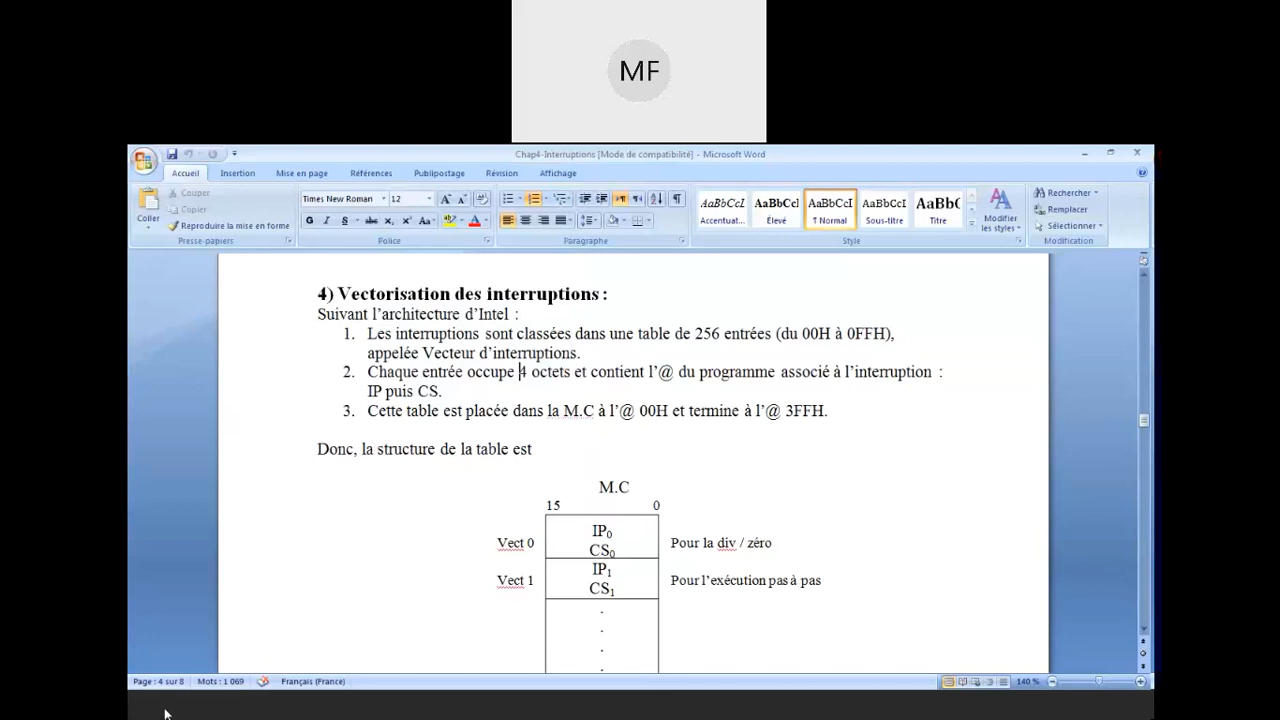 MF
Chap4-Interruptions [Mode de compatibilité] - Microsoft Word
Accueil Insertion Mise en page Références Publipostage Révision Affichage
Coller
Couper
Copier
Reproduire la mise en forme
Presse-papiers
Times New Roman 12
G I S abc x₂ x² Aa
Police
Paragraphe
AaBbCcI AaBbCcl AaBbCcI AaBbCcI AaBbC
Accentuat... Élevé ¶ Normal Sous-titre Titre
Modifier les styles
Style
Rechercher
Remplacer
Sélectionner
Modification
4) Vectorisation des interruptions :
Suivant l’architecture d’Intel :
1. Les interruptions sont classées dans une table de 256 entrées (du 00H à 0FFH),
appelée Vecteur d’interruptions.
2. Chaque entrée occupe 4 octets et contient l’@ du programme associé à l’interruption :
IP puis CS.
3. Cette table est placée dans la M.C à l’@ 00H et termine à l’@ 3FFH.
Donc, la structure de la table est
M.C
15 0
IP₀
Vect 0 Pour la div / zéro
CS₀
IP₁
Vect 1 Pour l’exécution pas à pas
CS₁
.
.
.
.
Page : 4 sur 8 Mots : 1 069 Français (France) 140 %